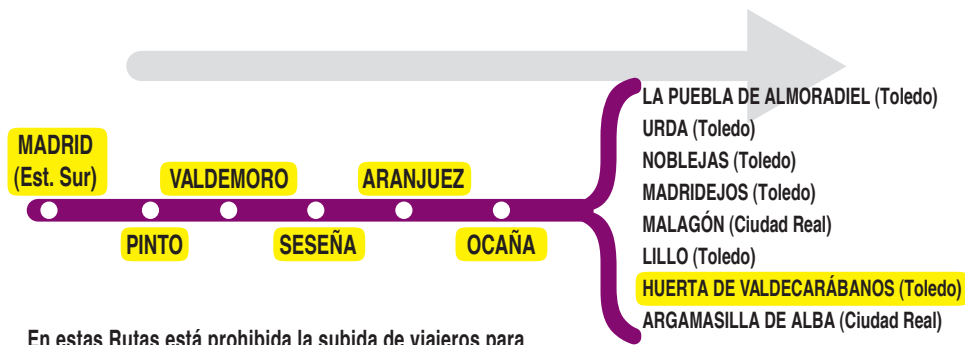 MADRID
(Est. Sur)
PINTO
VALDEMORO
SESEÑA
ARANJUEZ
OCAÑA
LA PUEBLA DE ALMORADIEL (Toledo)
URDA (Toledo)
NOBLEJAS (Toledo)
MADRIDEJOS (Toledo)
MALAGÓN (Ciudad Real)
LILLO (Toledo)
HUERTA DE VALDECARÁBANOS (Toledo)
ARGAMASILLA DE ALBA (Ciudad Real)
En estas Rutas está prohibida la subida de viajeros para